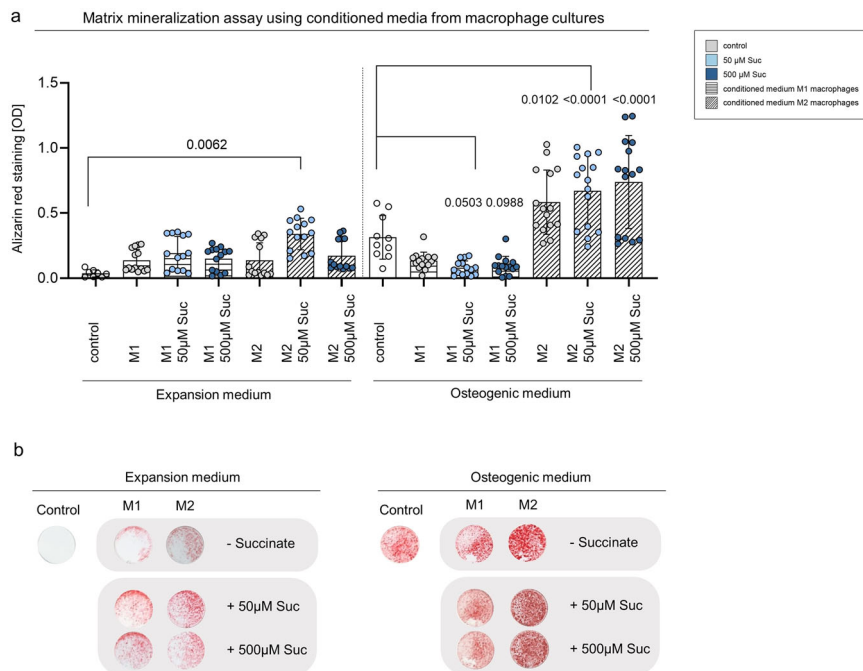 a
Matrix mineralization assay using conditioned media from macrophage cultures
control
50 µM Suc
500 µM Suc
conditioned medium M1 macrophages
conditioned medium M2 macrophages
Alizarin red staining [OD]
1.5
1.0
0.5
0.0
0.0062
0.0503
0.0988
0.0102
<0.0001
<0.0001
control
M1
M1
50µM Suc
M1
500µM Suc
M2
M2
50µM Suc
M2
500µM Suc
control
M1
M1
50µM Suc
M1
500µM Suc
M2
M2
50µM Suc
M2
500µM Suc
Expansion medium
Osteogenic medium
b
Expansion medium
Control
M1
M2
- Succinate
+ 50µM Suc
+ 500µM Suc
Osteogenic medium
Control
M1
M2
- Succinate
+ 50µM Suc
+ 500µM Suc